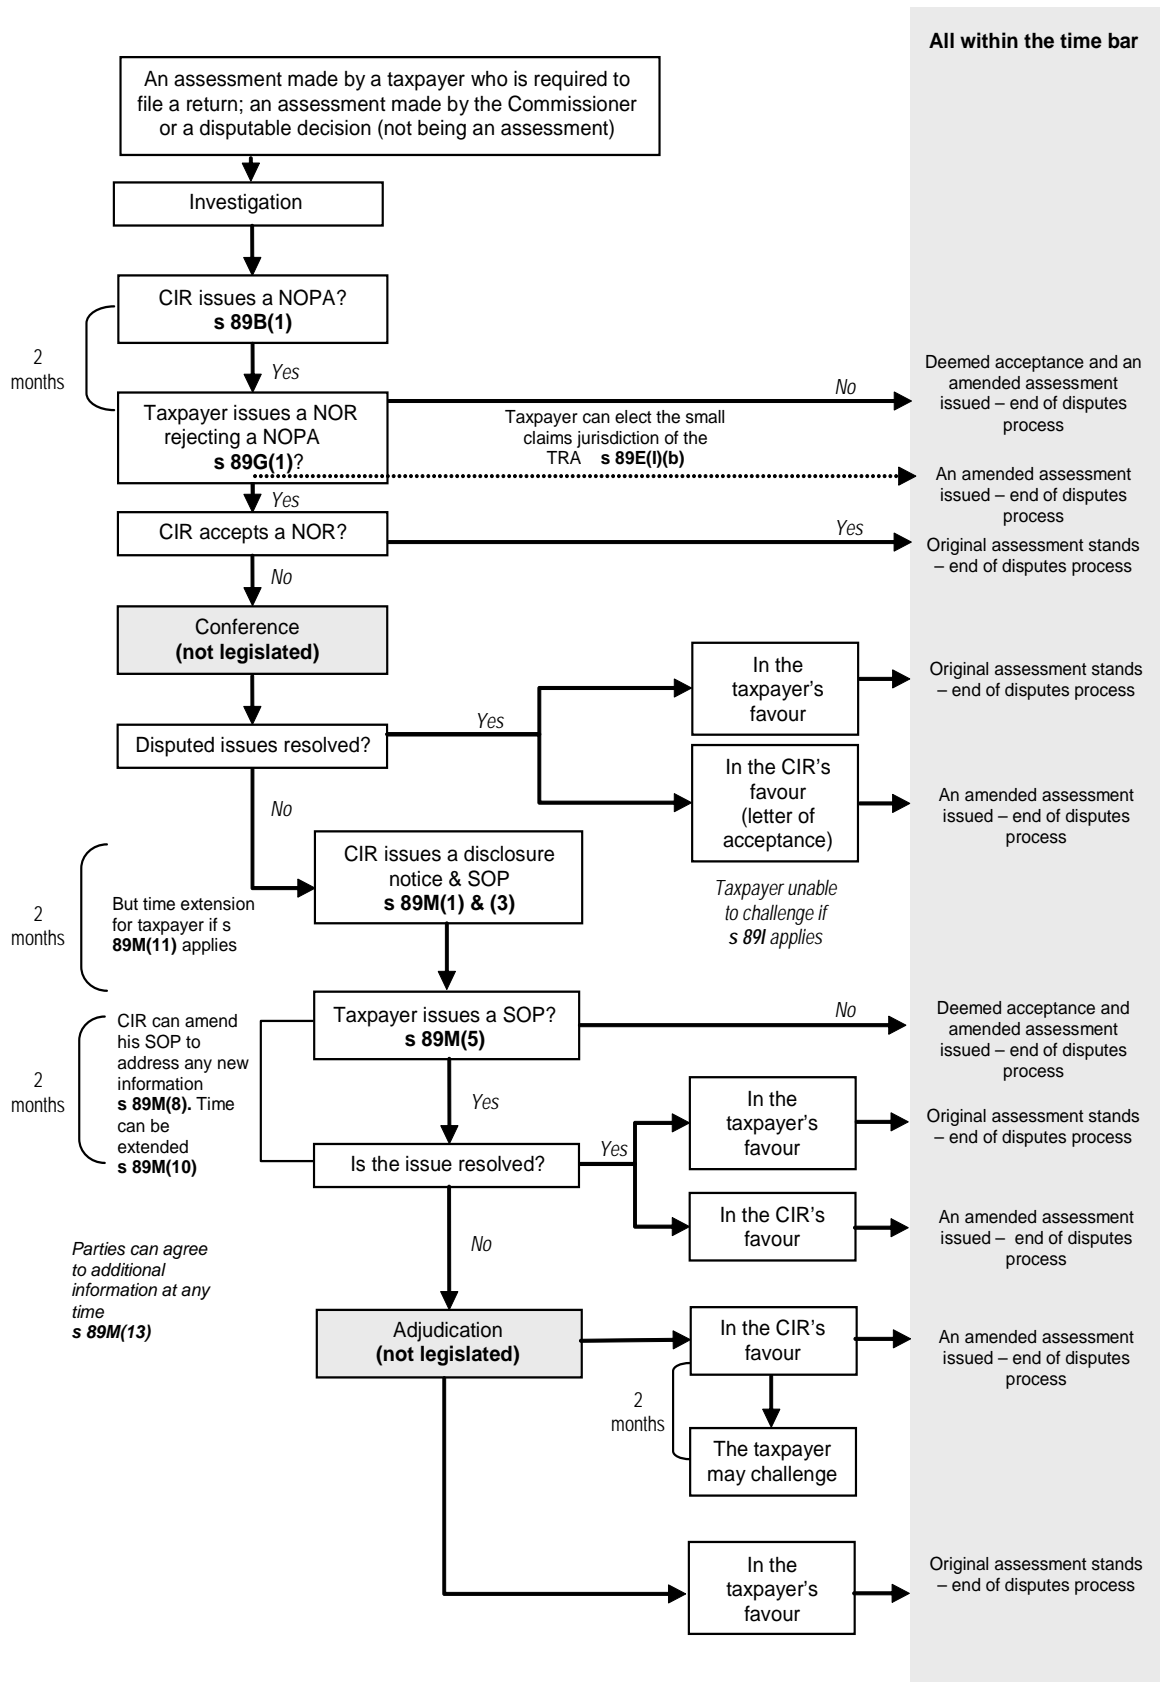 All within the time bar
An assessment made by a taxpayer who is required to
file a return; an assessment made by the Commissioner
or a disputable decision (not being an assessment)
Investigation
CIR issues a NOPA?
s 89B(1)
2
months
Yes
Taxpayer issues a NOR
rejecting a NOPA
s 89G(1)?
No
Deemed acceptance and an
amended assessment
issued – end of disputes
process
Taxpayer can elect the small
claims jurisdiction of the
TRA s 89E(I)(b)
An amended assessment
issued – end of disputes
process
Yes
CIR accepts a NOR?
Yes
Original assessment stands
– end of disputes process
No
Conference
(not legislated)
Disputed issues resolved?
Yes
In the
taxpayer's
favour
Original assessment stands
– end of disputes process
In the CIR's
favour
(letter of
acceptance)
An amended assessment
issued – end of disputes
process
Taxpayer unable
to challenge if
s 89I applies
No
CIR issues a disclosure
notice & SOP
s 89M(1) & (3)
2
months
But time extension
for taxpayer if s
89M(11) applies
Taxpayer issues a SOP?
s 89M(5)
No
Deemed acceptance and
amended assessment
issued – end of disputes
process
2
months
CIR can amend
his SOP to
address any new
information
s 89M(8). Time
can be
extended
s 89M(10)
Yes
Is the issue resolved?
Yes
In the
taxpayer's
favour
Original assessment stands
– end of disputes process
In the CIR's
favour
An amended assessment
issued – end of disputes
process
No
Parties can agree
to additional
information at any
time
s 89M(13)
Adjudication
(not legislated)
In the CIR's
favour
An amended assessment
issued – end of disputes
process
2
months
The taxpayer
may challenge
In the
taxpayer's
favour
Original assessment stands
– end of disputes process